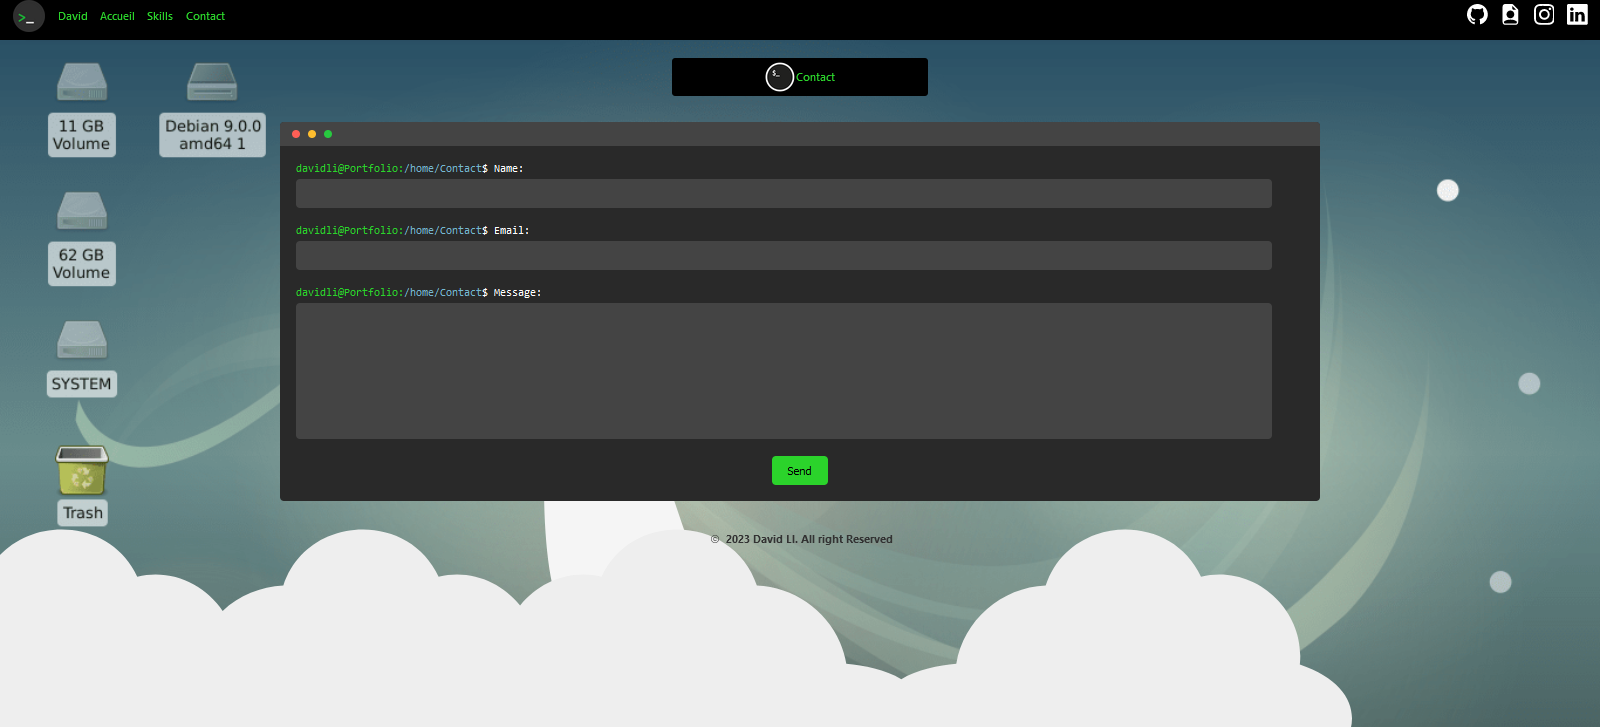 >_ David Accueil Skills Contact
$_ Contact
11 GB
Volume
Debian 9.0.0
amd64 1
62 GB
Volume
SYSTEM
Trash
davidli@Portfolio:/home/Contact$ Name:
davidli@Portfolio:/home/Contact$ Email:
davidli@Portfolio:/home/Contact$ Message:
Send
© 2023 David LI. All right Reserved